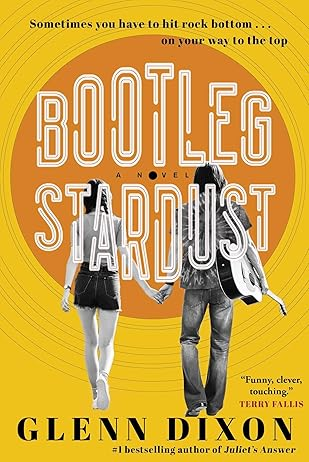 Sometimes you have to hit rock bottom . . .
on your way to the top
BOOTLEG
A NOVEL
STARDUST
“Funny, clever,
touching.”
TERRY FALLIS
GLENN DIXON
#1 bestselling author of Juliet’s Answer